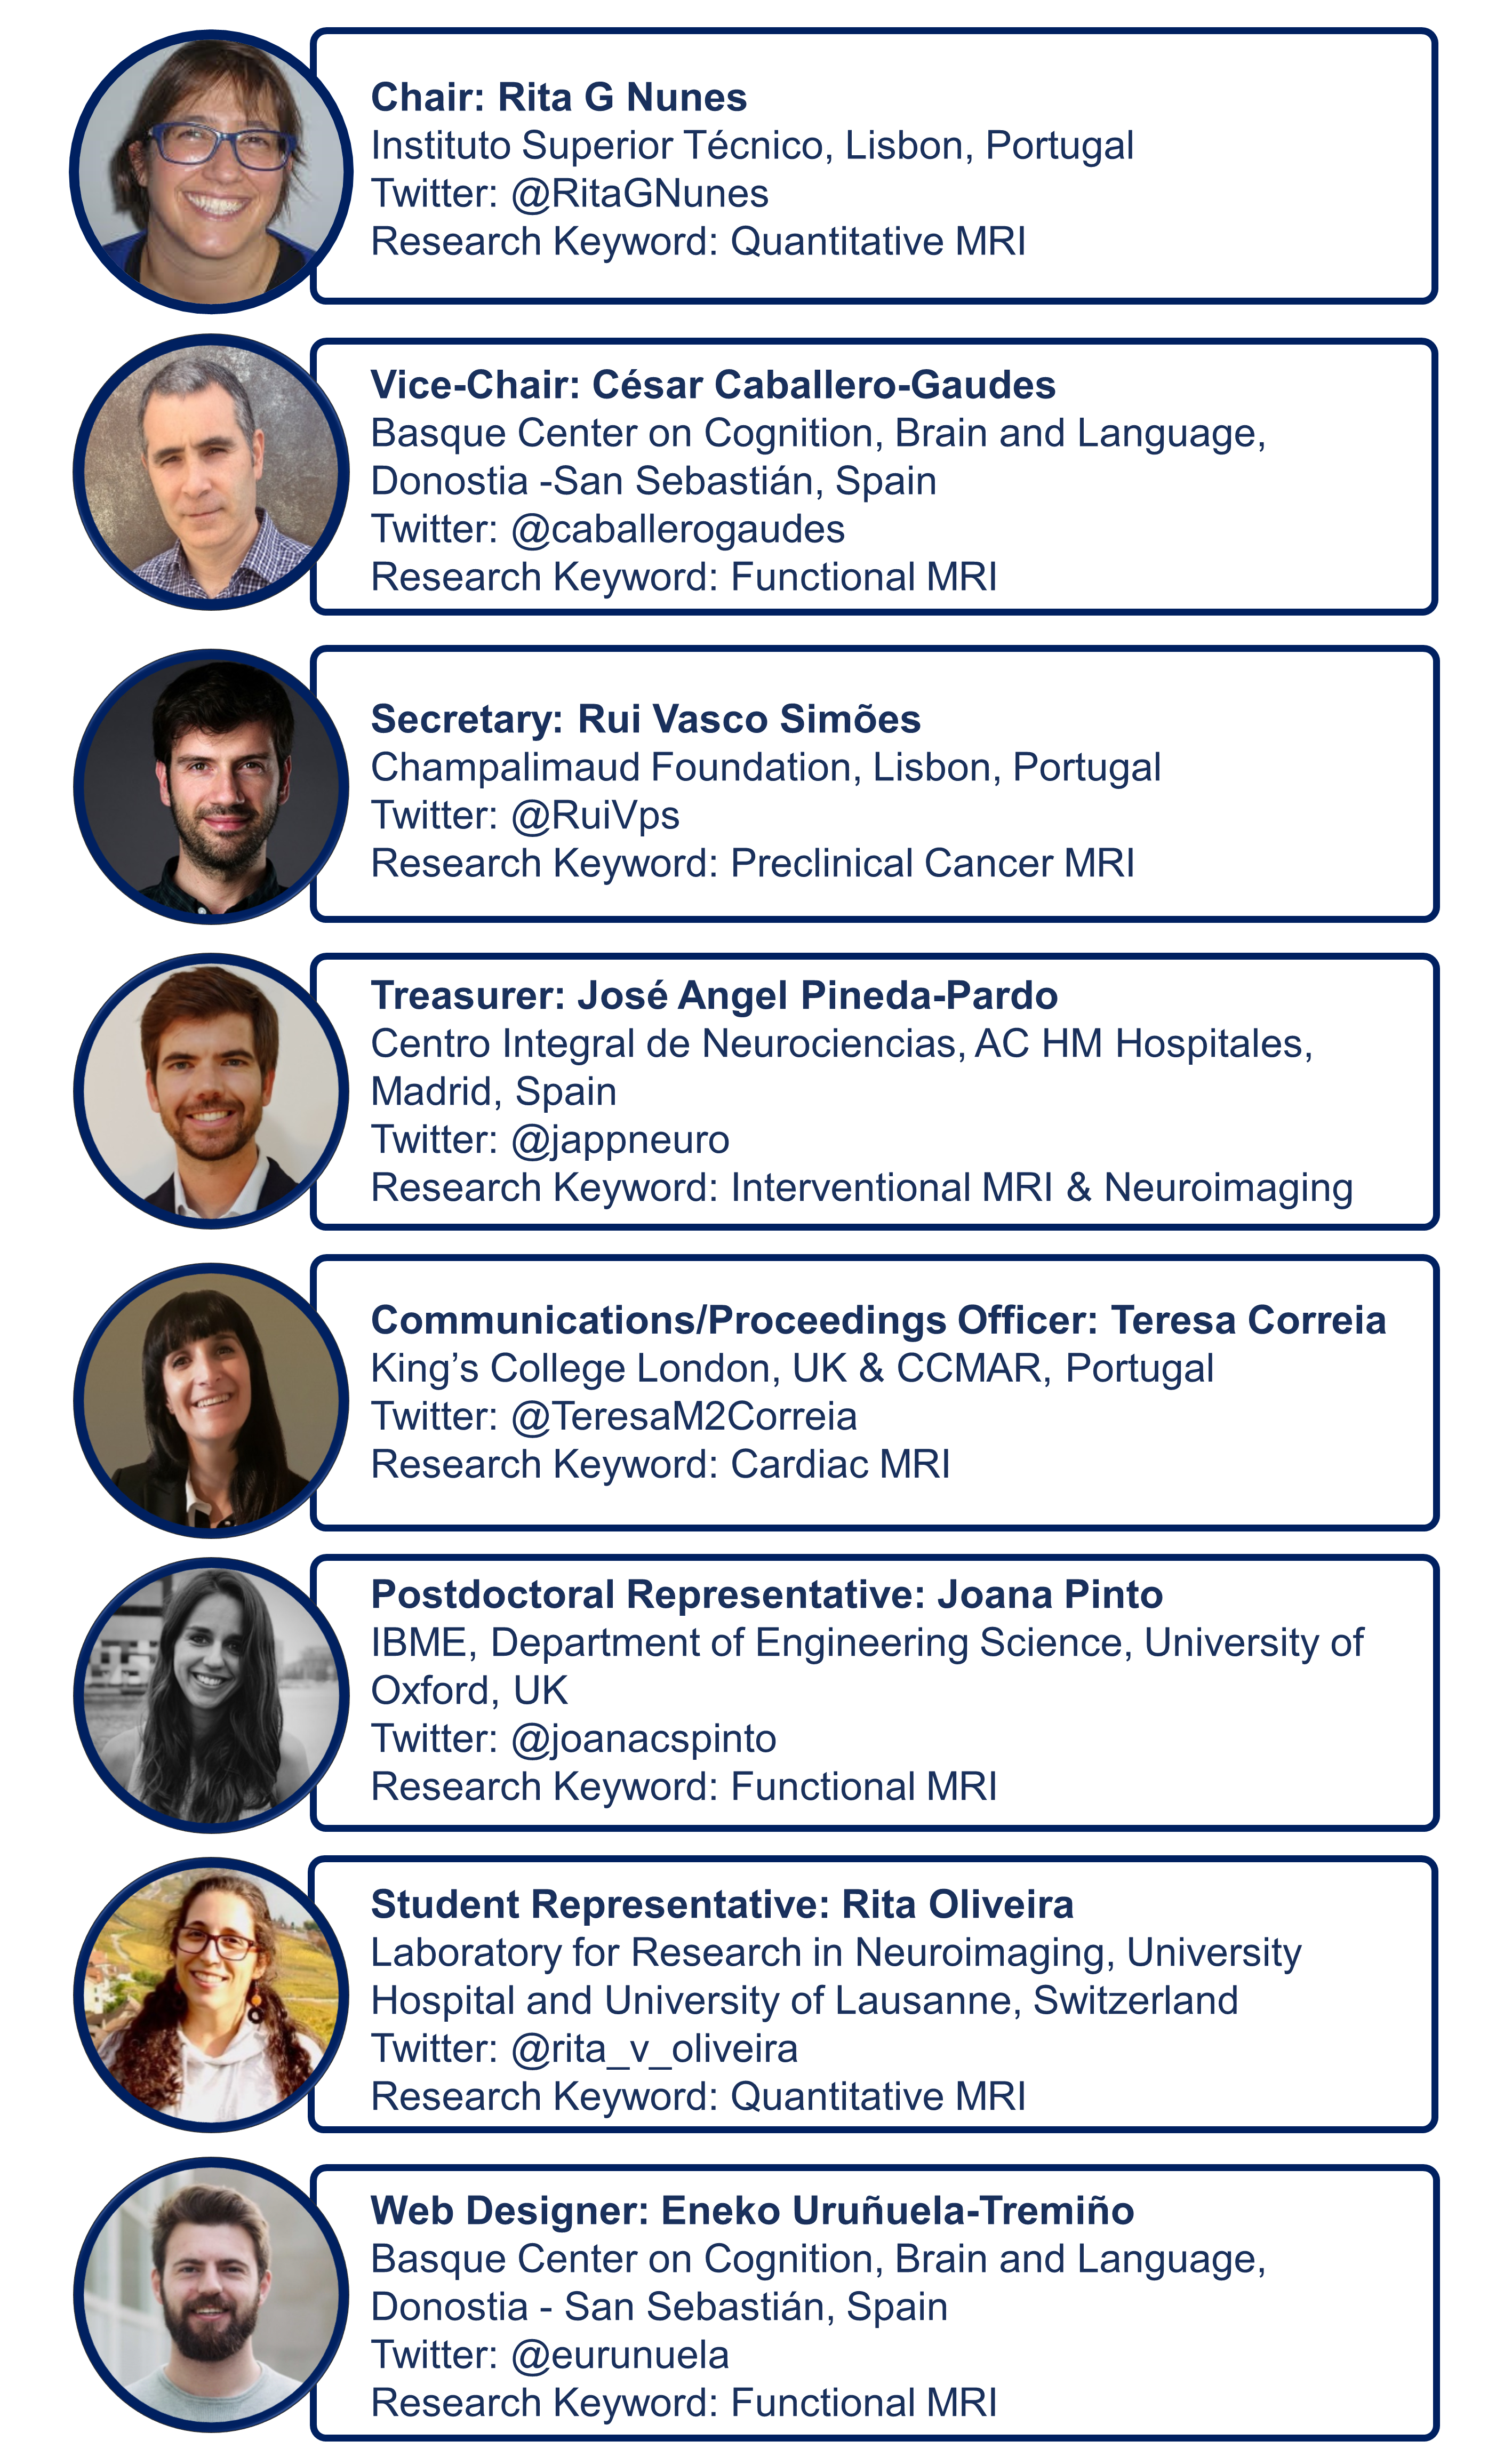 Chair: Rita G Nunes
Instituto Superior Técnico, Lisbon, Portugal
Twitter: @RitaGNunes
Research Keyword: Quantitative MRI
Vice-Chair: César Caballero-Gaudes
Basque Center on Cognition, Brain and Language,
Donostia -San Sebastián, Spain
Twitter: @caballerogaudes
Research Keyword: Functional MRI
Secretary: Rui Vasco Simões
Champalimaud Foundation, Lisbon, Portugal
Twitter: @RuiVps
Research Keyword: Preclinical Cancer MRI
Treasurer: José Angel Pineda-Pardo
Centro Integral de Neurociencias, AC HM Hospitales,
Madrid, Spain
Twitter: @jappneuro
Research Keyword: Interventional MRI & Neuroimaging
Communications/Proceedings Officer: Teresa Correia
King’s College London, UK & CCMAR, Portugal
Twitter: @TeresaM2Correia
Research Keyword: Cardiac MRI
Postdoctoral Representative: Joana Pinto
IBME, Department of Engineering Science, University of
Oxford, UK
Twitter: @joanacspinto
Research Keyword: Functional MRI
Student Representative: Rita Oliveira
Laboratory for Research in Neuroimaging, University
Hospital and University of Lausanne, Switzerland
Twitter: @rita_v_oliveira
Research Keyword: Quantitative MRI
Web Designer: Eneko Uruñuela-Tremiño
Basque Center on Cognition, Brain and Language,
Donostia - San Sebastián, Spain
Twitter: @eurunuela
Research Keyword: Functional MRI